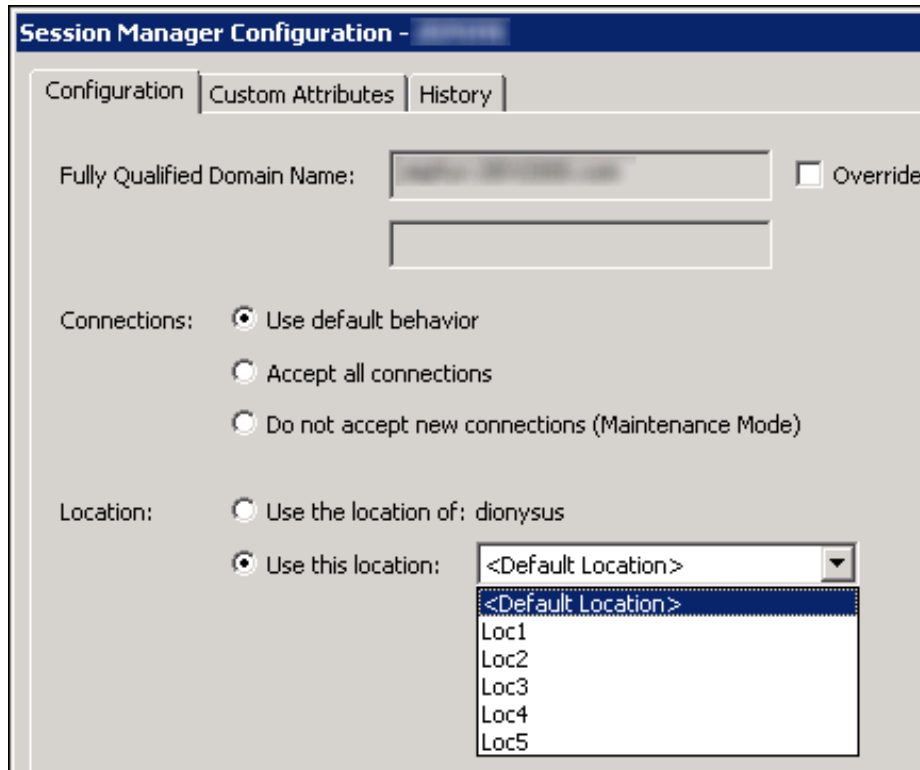 Session Manager Configuration -
Configuration Custom Attributes History
Fully Qualified Domain Name: Override
Connections: Use default behavior
Accept all connections
Do not accept new connections (Maintenance Mode)
Location: Use the location of: dionysus
Use this location: <Default Location>
<Default Location>
Loc1
Loc2
Loc3
Loc4
Loc5